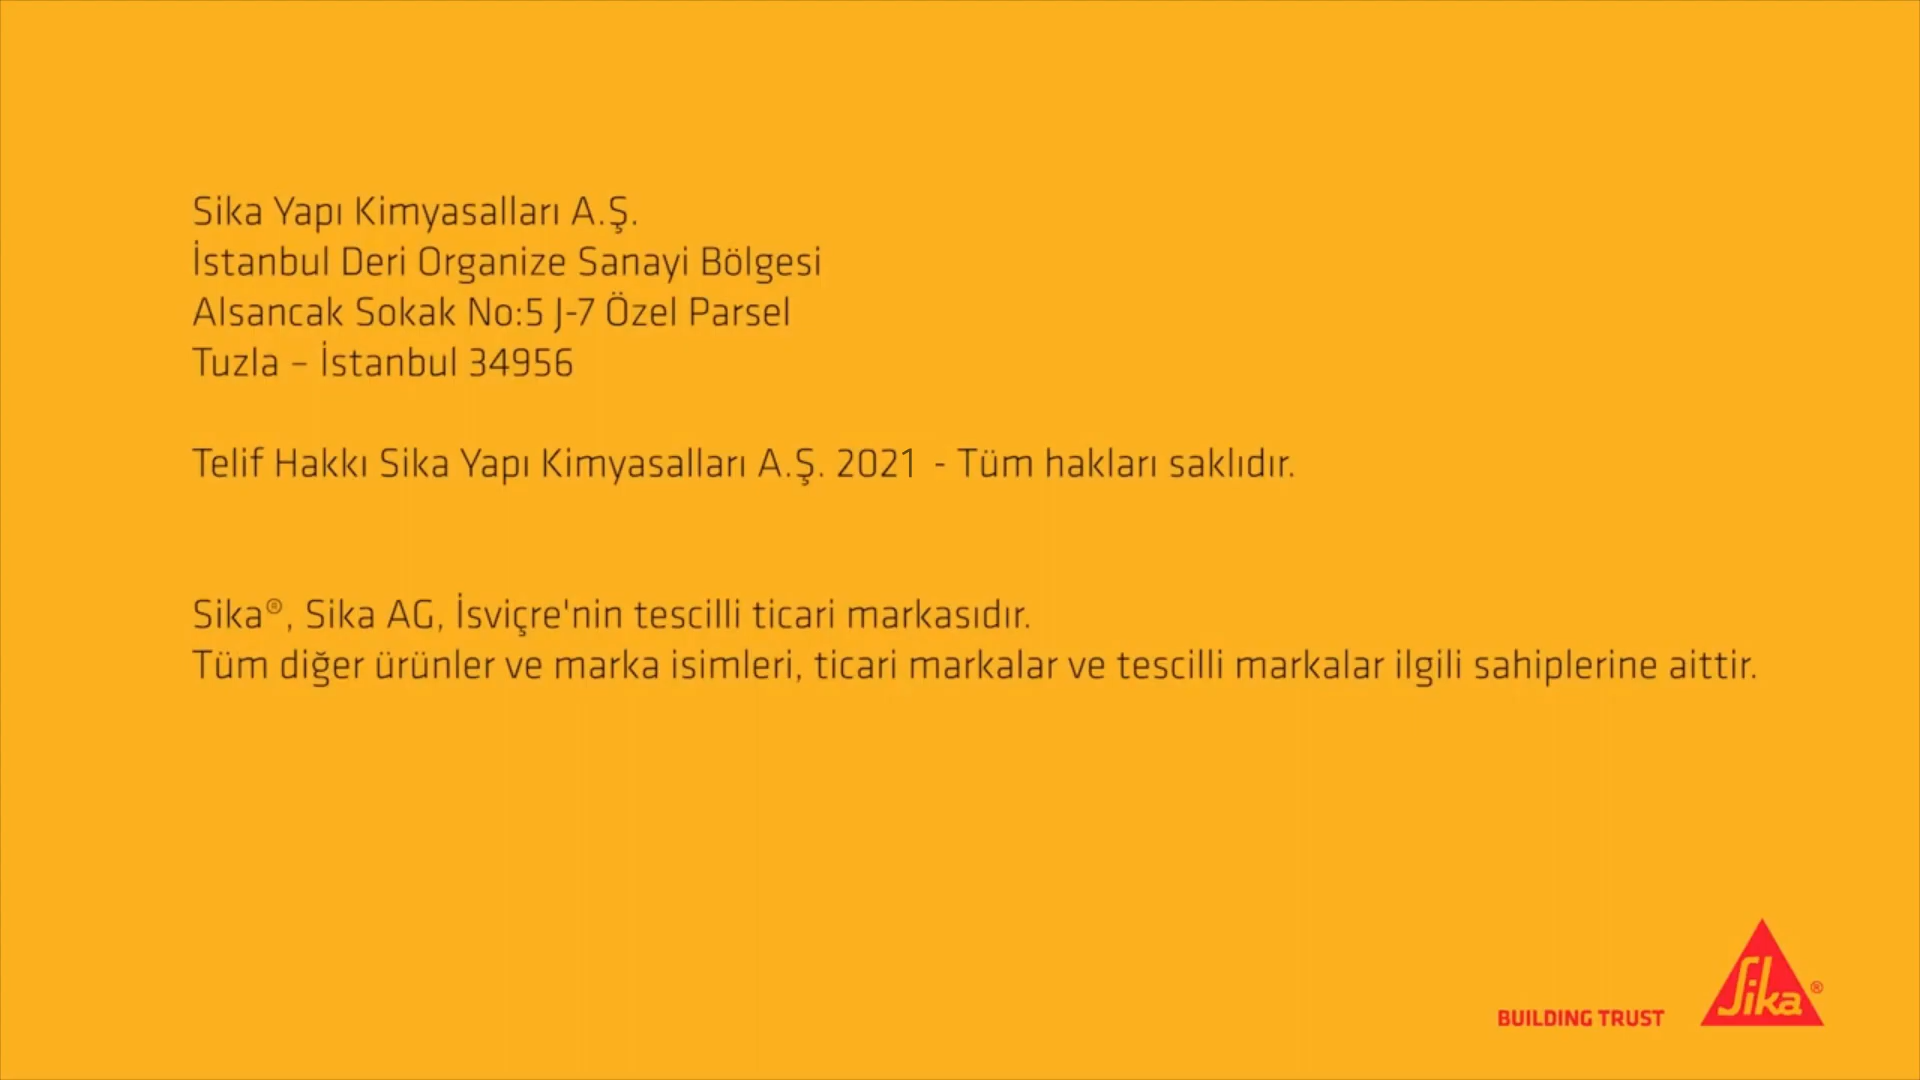 Sika Yapı Kimyasalları A.Ş.
İstanbul Deri Organize Sanayi Bölgesi
Alsancak Sokak No:5 J-7 Özel Parsel
Tuzla – İstanbul 34956
Telif Hakkı Sika Yapı Kimyasalları A.Ş. 2021 - Tüm hakları saklıdır.
Sika®, Sika AG, İsviçre'nin tescilli ticari markasıdır.
Tüm diğer ürünler ve marka isimleri, ticari markalar ve tescilli markalar ilgili sahiplerine aittir.
BUILDING TRUST
Sika®